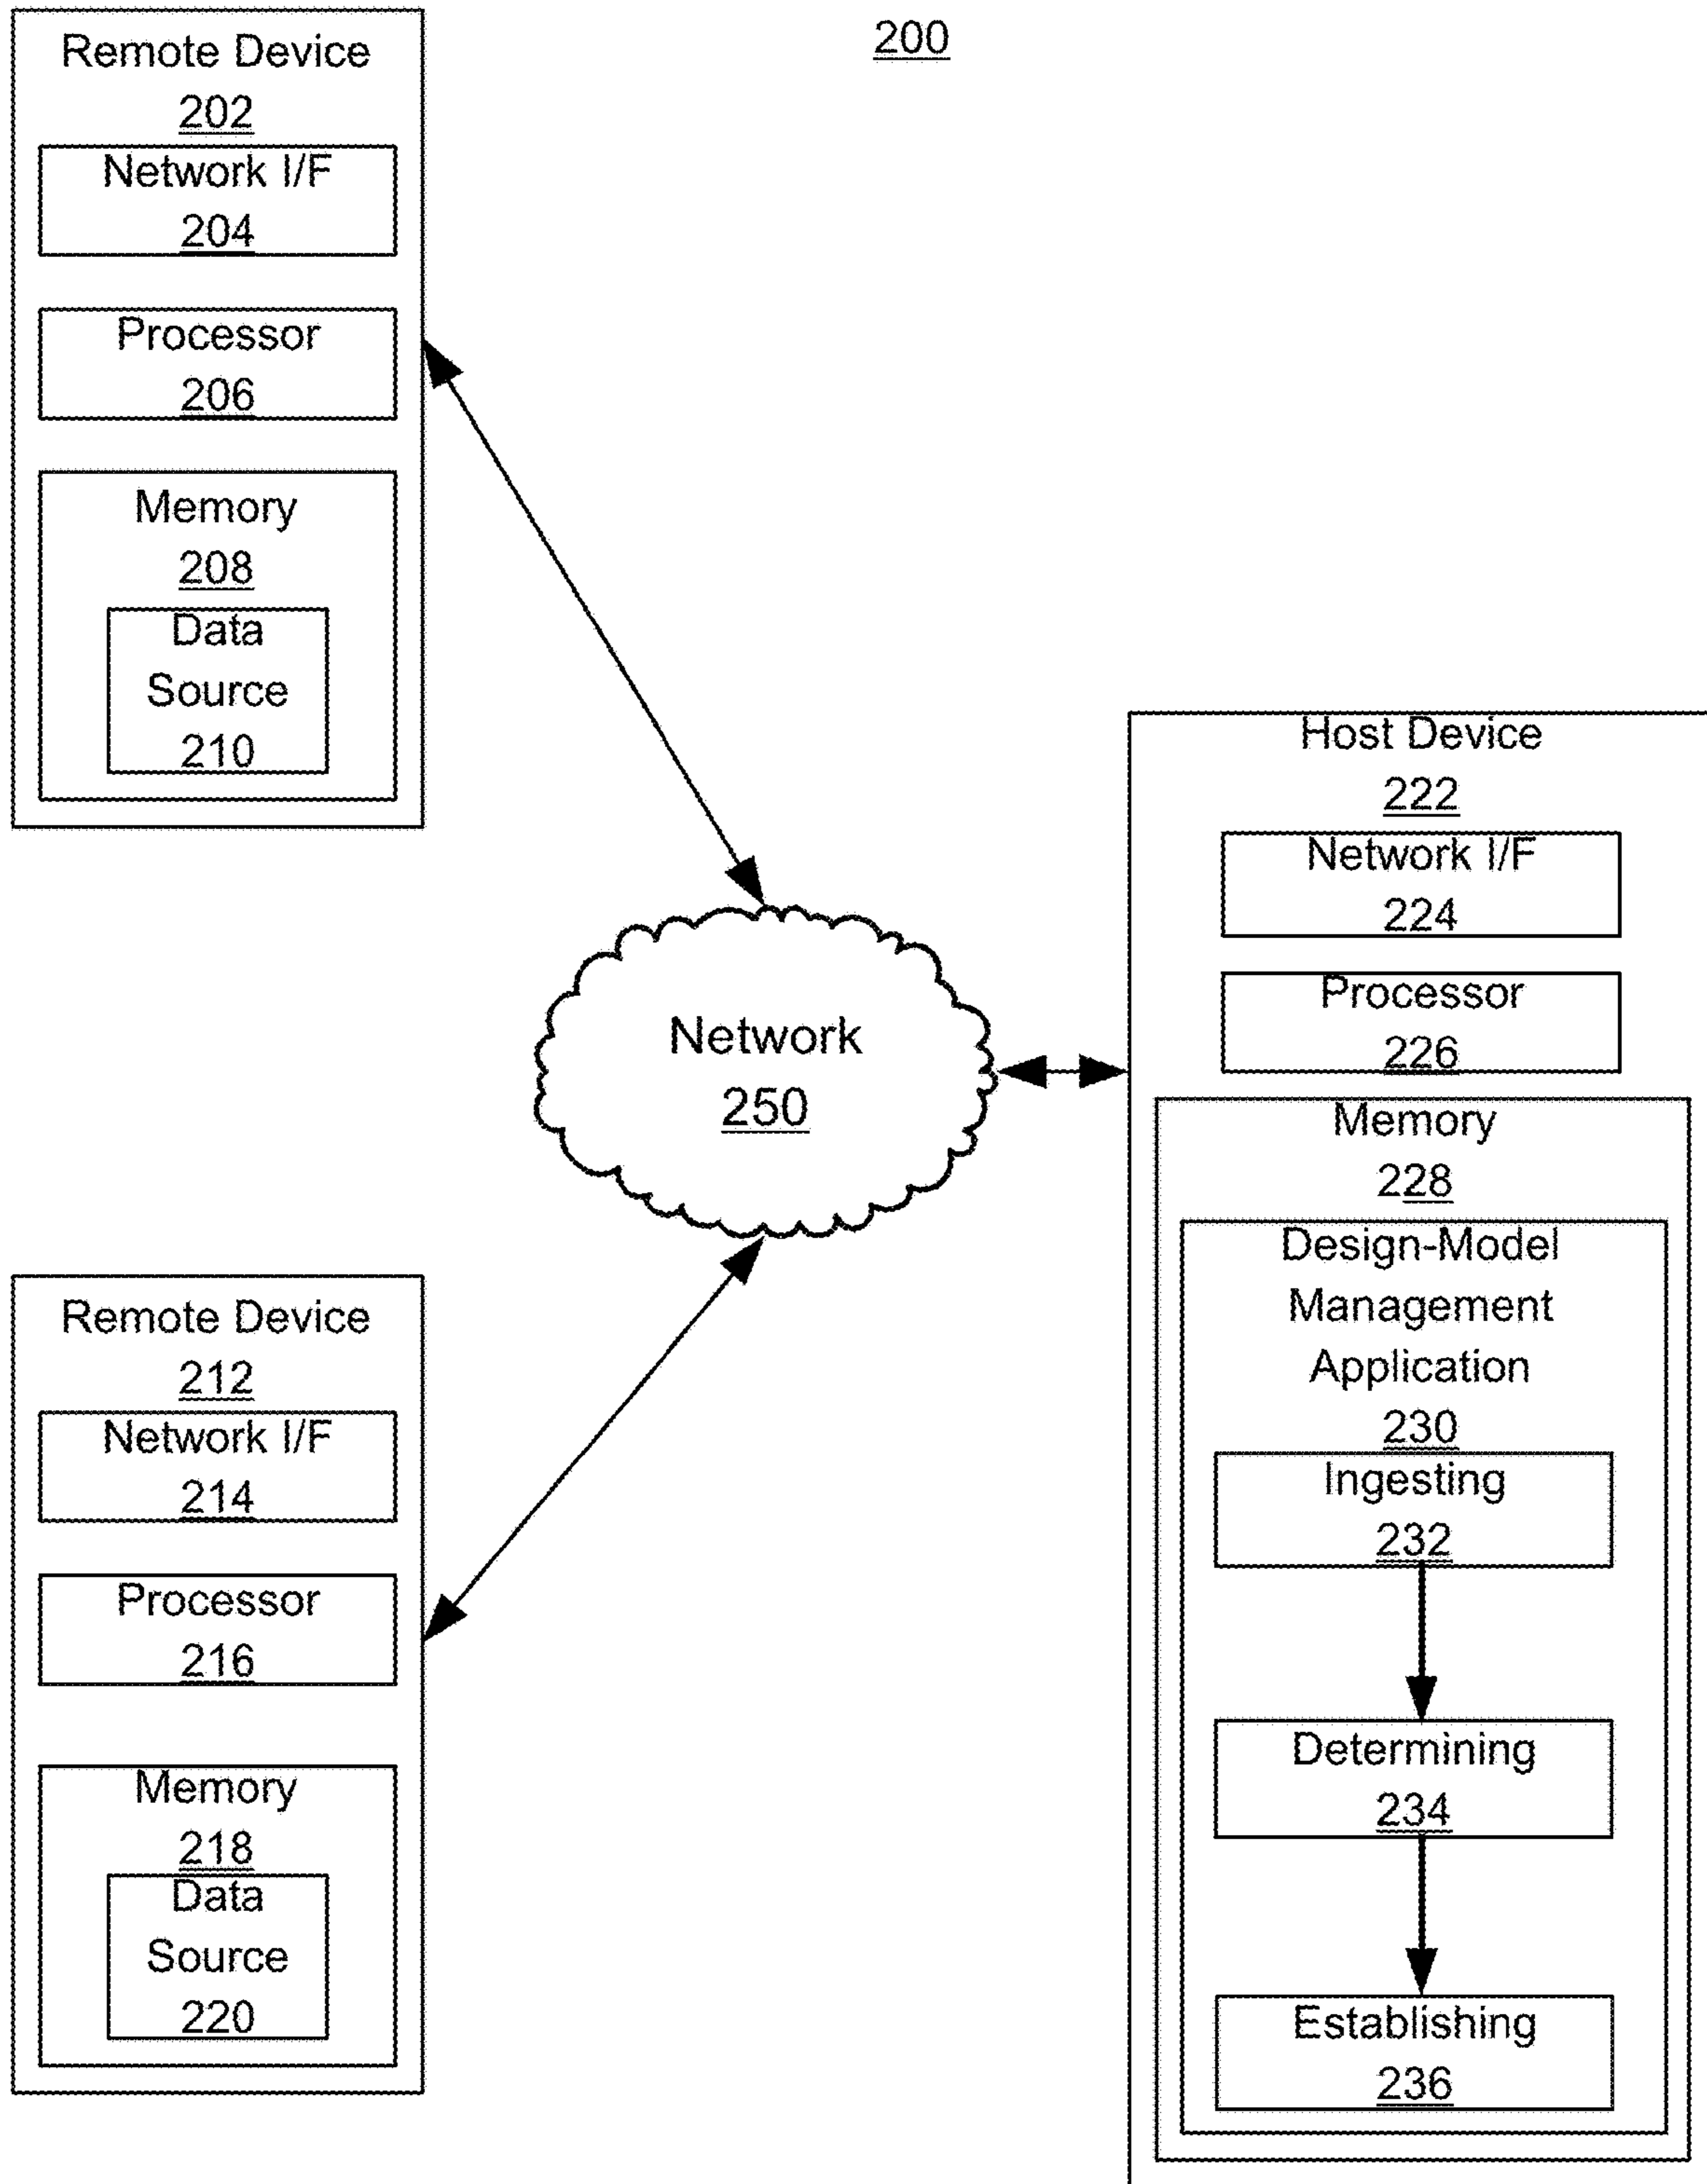 200
Remote Device
202
Network I/F
204
Processor
206
Memory
208
Data
Source
210
Network
250
Remote Device
212
Network I/F
214
Processor
216
Memory
218
Data
Source
220
Host Device
222
Network I/F
224
Processor
226
Memory
228
Design-Model
Management
Application
230
Ingesting
232
Determining
234
Establishing
236